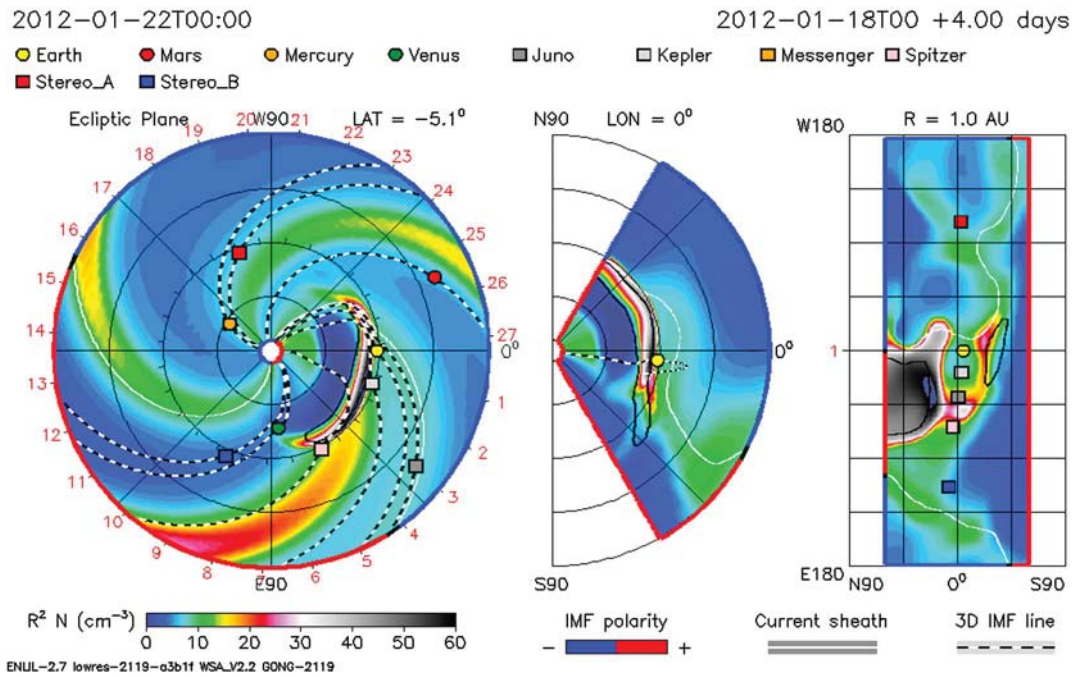 2012-01-22T00:00 2012-01-18T00 +4.00 days
Earth Mars Mercury Venus Juno Kepler Messenger Spitzer
Stereo_A Stereo_B
Ecliptic Plane W90 LAT = -5.1° N90 LON = 0° W180 R = 1.0 AU
20 21
19 22
18 23
17 24
16 25
15 26
14 27
0° 0° 1
13 1
12 2
11 3
10 4
9 5
8 7 6
E90 S90 E180 N90 0° S90
R² N (cm⁻³) IMF polarity Current sheath 3D IMF line
0 10 20 30 40 50 60 - +
ENLIL-2.7 lowres-2119-a3b1f WSA_V2.2 GONG-2119